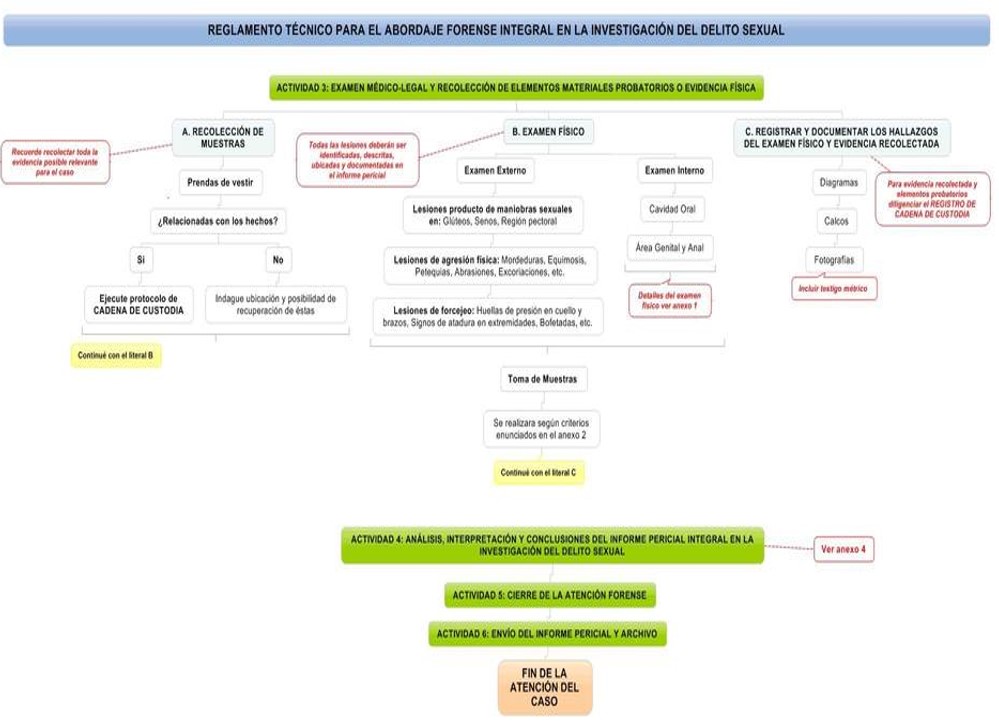 REGLAMENTO TÉCNICO PARA EL ABORDAJE FORENSE INTEGRAL EN LA INVESTIGACIÓN DEL DELITO SEXUAL
ACTIVIDAD 3: EXAMEN MÉDICO-LEGAL Y RECOLECCIÓN DE ELEMENTOS MATERIALES PROBATORIOS O EVIDENCIA FÍSICA
A. RECOLECCIÓN DE
MUESTRAS
Recuerde recolectar toda la
evidencia posible relevante
para el caso
Prendas de vestir
¿Relacionadas con los hechos?
Si
No
Ejecute protocolo de
CADENA DE CUSTODIA
Indague ubicación y posibilidad de
recuperación de éstas
Continué con el literal B
B. EXAMEN FÍSICO
Todas las lesiones deberán ser
identificadas, descritas,
ubicadas y documentadas en
el informe pericial
Examen Externo
Lesiones producto de maniobras sexuales
en: Glúteos, Senos, Región pectoral
Lesiones de agresión física: Mordeduras, Equimosis,
Petequias, Abrasiones, Excoriaciones, etc.
Lesiones de forcejeo: Huellas de presión en cuello y
brazos, Signos de atadura en extremidades, Bofetadas, etc.
Examen Interno
Cavidad Oral
Área Genital y Anal
Detalles del examen
físico ver anexo 1
Toma de Muestras
Se realizara según criterios
enunciados en el anexo 2
Continué con el literal C
C. REGISTRAR Y DOCUMENTAR LOS HALLAZGOS
DEL EXAMEN FÍSICO Y EVIDENCIA RECOLECTADA
Diagramas
Calcos
Fotografías
Incluir testigo métrico
Para evidencia recolectada y
elementos probatorios
diligenciar el REGISTRO DE
CADENA DE CUSTODIA
ACTIVIDAD 4: ANÁLISIS, INTERPRETACIÓN Y CONCLUSIONES DEL INFORME PERICIAL INTEGRAL EN LA
INVESTIGACIÓN DEL DELITO SEXUAL
Ver anexo 4
ACTIVIDAD 5: CIERRE DE LA ATENCIÓN FORENSE
ACTIVIDAD 6: ENVÍO DEL INFORME PERICIAL Y ARCHIVO
FIN DE LA
ATENCIÓN DEL
CASO